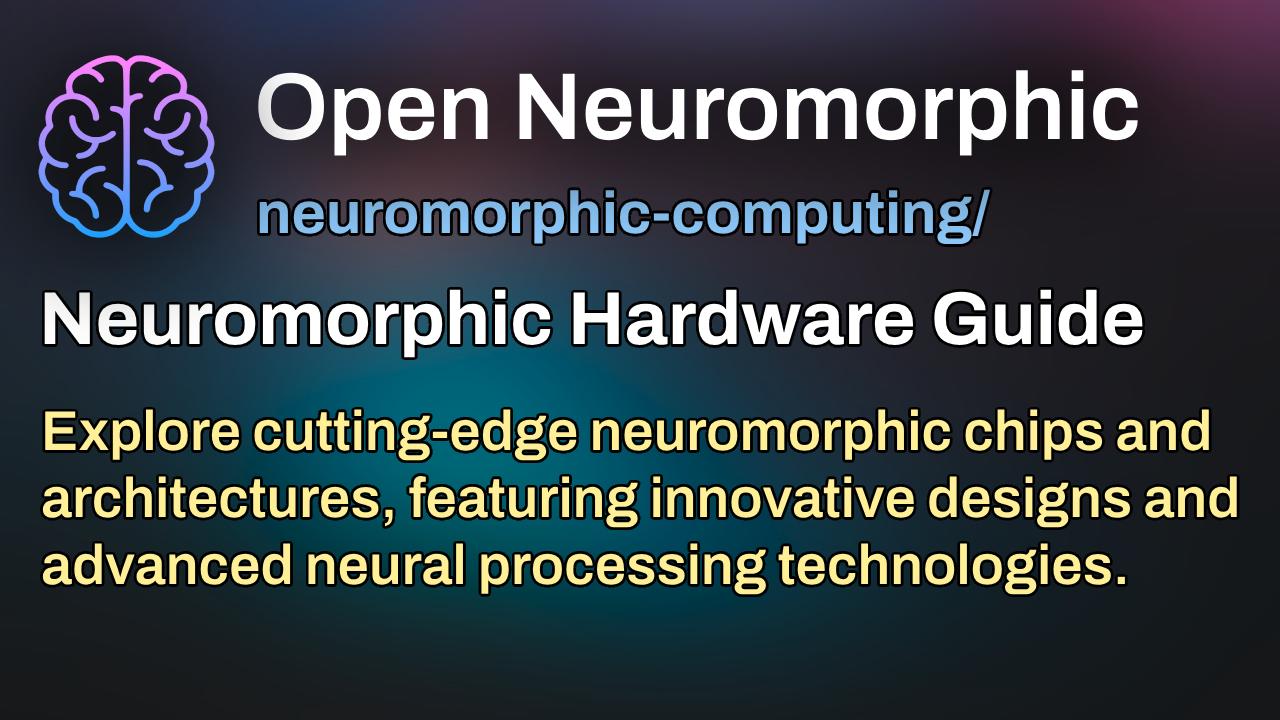 Open Neuromorphic
neuromorphic-computing/
Neuromorphic Hardware Guide
Explore cutting-edge neuromorphic chips and
architectures, featuring innovative designs and
advanced neural processing technologies.